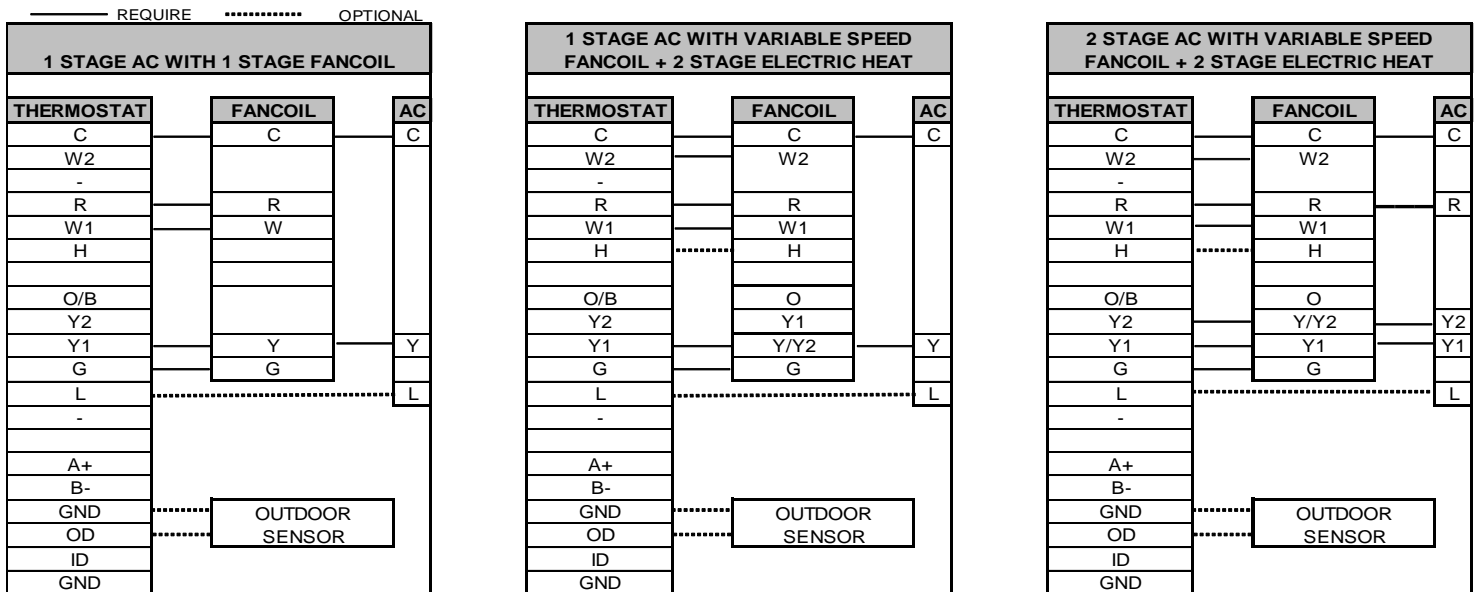 REQUIRE OPTIONAL
1 STAGE AC WITH 1 STAGE FANCOIL
THERMOSTAT FANCOIL AC
C C C
W2
-
R R
W1 W
H
O/B
Y2
Y1 Y Y
G G
L L
-
A+
B-
GND OUTDOOR
OD SENSOR
ID
GND
1 STAGE AC WITH VARIABLE SPEED
FANCOIL + 2 STAGE ELECTRIC HEAT
THERMOSTAT FANCOIL AC
C C C
W2 W2
-
R R
W1 W1
H H
O/B O
Y2 Y1
Y1 Y/Y2 Y
G G
L L
-
A+
B-
GND OUTDOOR
OD SENSOR
ID
GND
2 STAGE AC WITH VARIABLE SPEED
FANCOIL + 2 STAGE ELECTRIC HEAT
THERMOSTAT FANCOIL AC
C C C
W2 W2
-
R R R
W1 W1
H H
O/B O
Y2 Y/Y2 Y2
Y1 Y1 Y1
G G
L L
-
A+
B-
GND OUTDOOR
OD SENSOR
ID
GND